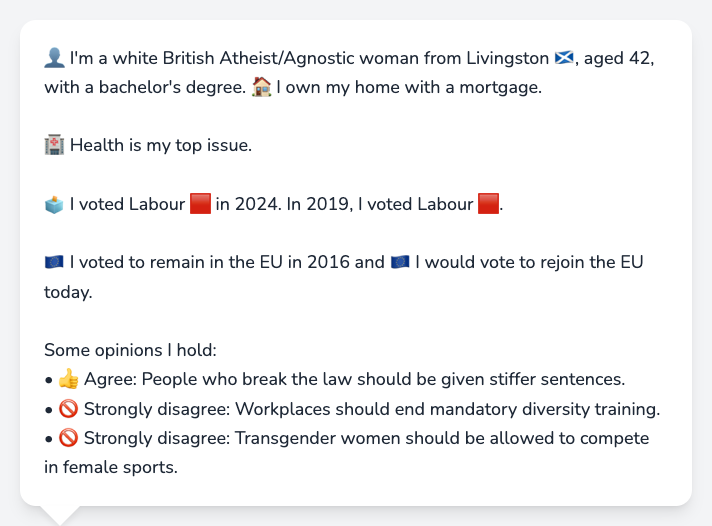 👤 I'm a white British Atheist/Agnostic woman from Livingston 🏴󠁧󠁢󠁳󠁣󠁴󠁿, aged 42,
with a bachelor's degree. 🏠 I own my home with a mortgage.
🏥 Health is my top issue.
🗳️ I voted Labour 🟥 in 2024. In 2019, I voted Labour 🟥.
🇪🇺 I voted to remain in the EU in 2016 and 🇪🇺 I would vote to rejoin the EU
today.
Some opinions I hold:
• 👍 Agree: People who break the law should be given stiffer sentences.
• 🚫 Strongly disagree: Workplaces should end mandatory diversity training.
• 🚫 Strongly disagree: Transgender women should be allowed to compete
in female sports.